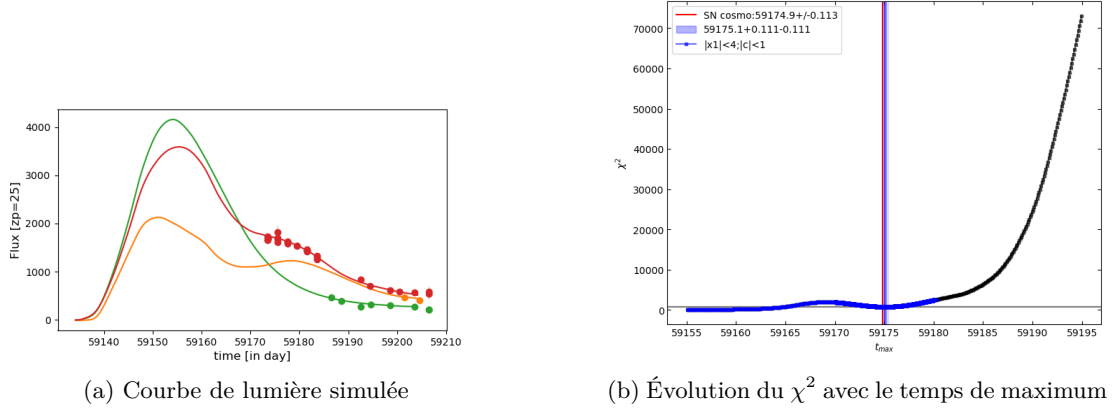 4000
3000
2000
1000
0
Flux [zp=25]
59140 59150 59160 59170 59180 59190 59200 59210
time [in day]
(a) Courbe de lumière simulée
SN cosmo:59174.9+/-0.113
59175.1+0.111-0.111
|x1|<4;|c|<1
70000
60000
50000
40000
30000
20000
10000
0
χ²
59155 59160 59165 59170 59175 59180 59185 59190 59195
t_max
(b) Évolution du χ² avec le temps de maximum